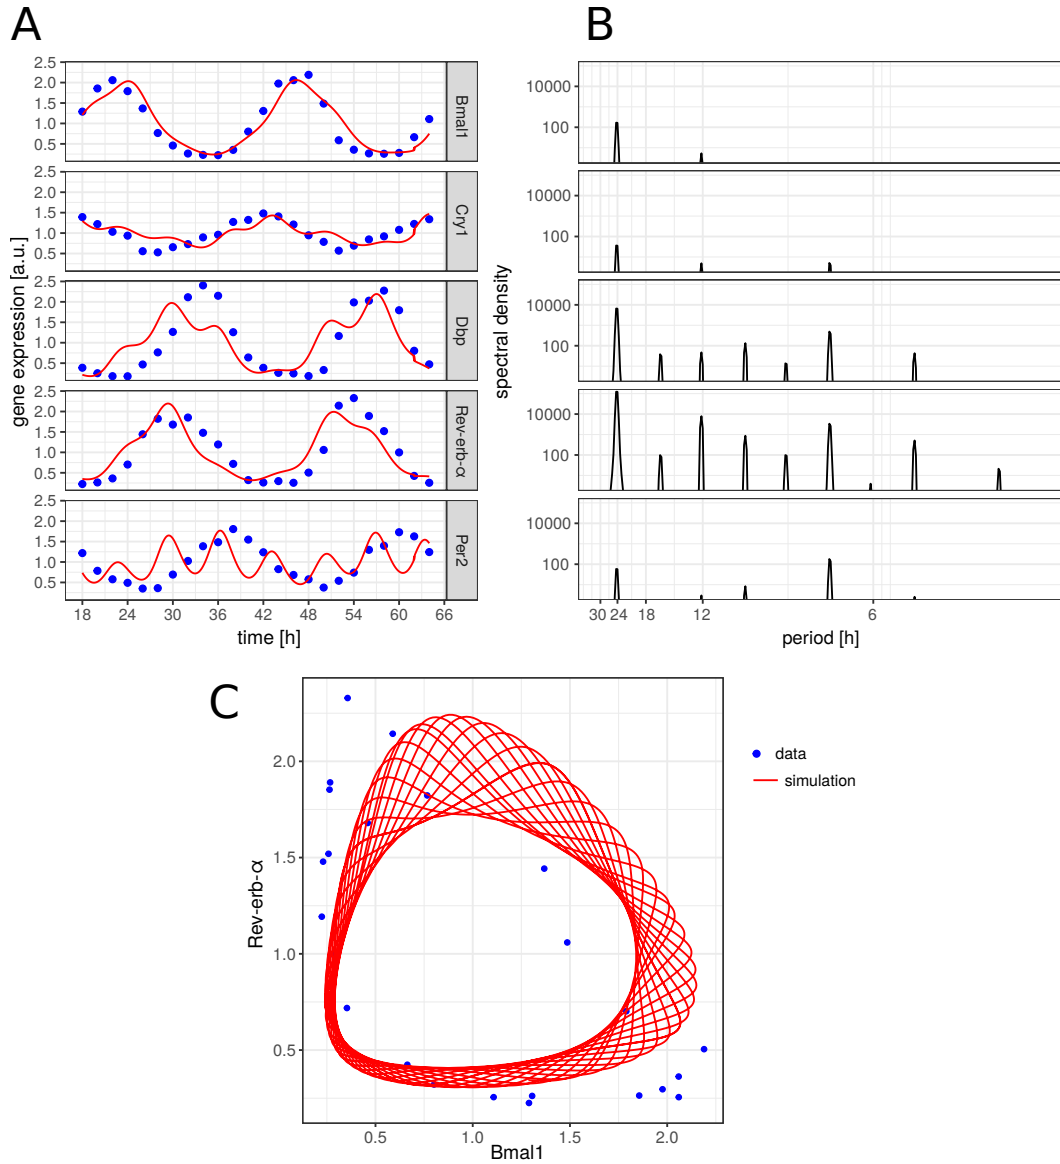 A
B
2.5
2.0
1.5
1.0
0.5
Bmal1
2.5
2.0
1.5
1.0
0.5
Cry1
2.5
2.0
1.5
1.0
0.5
Dbp
2.5
2.0
1.5
1.0
0.5
Rev-erb-α
2.5
2.0
1.5
1.0
0.5
Per2
gene expression [a.u.]
18 24 30 36 42 48 54 60 66
time [h]
10000
100
10000
100
10000
100
10000
100
10000
100
spectral density
30 24 18 12 6
period [h]
C
2.0
1.5
1.0
0.5
Rev-erb-α
0.5 1.0 1.5 2.0
Bmal1
data
simulation